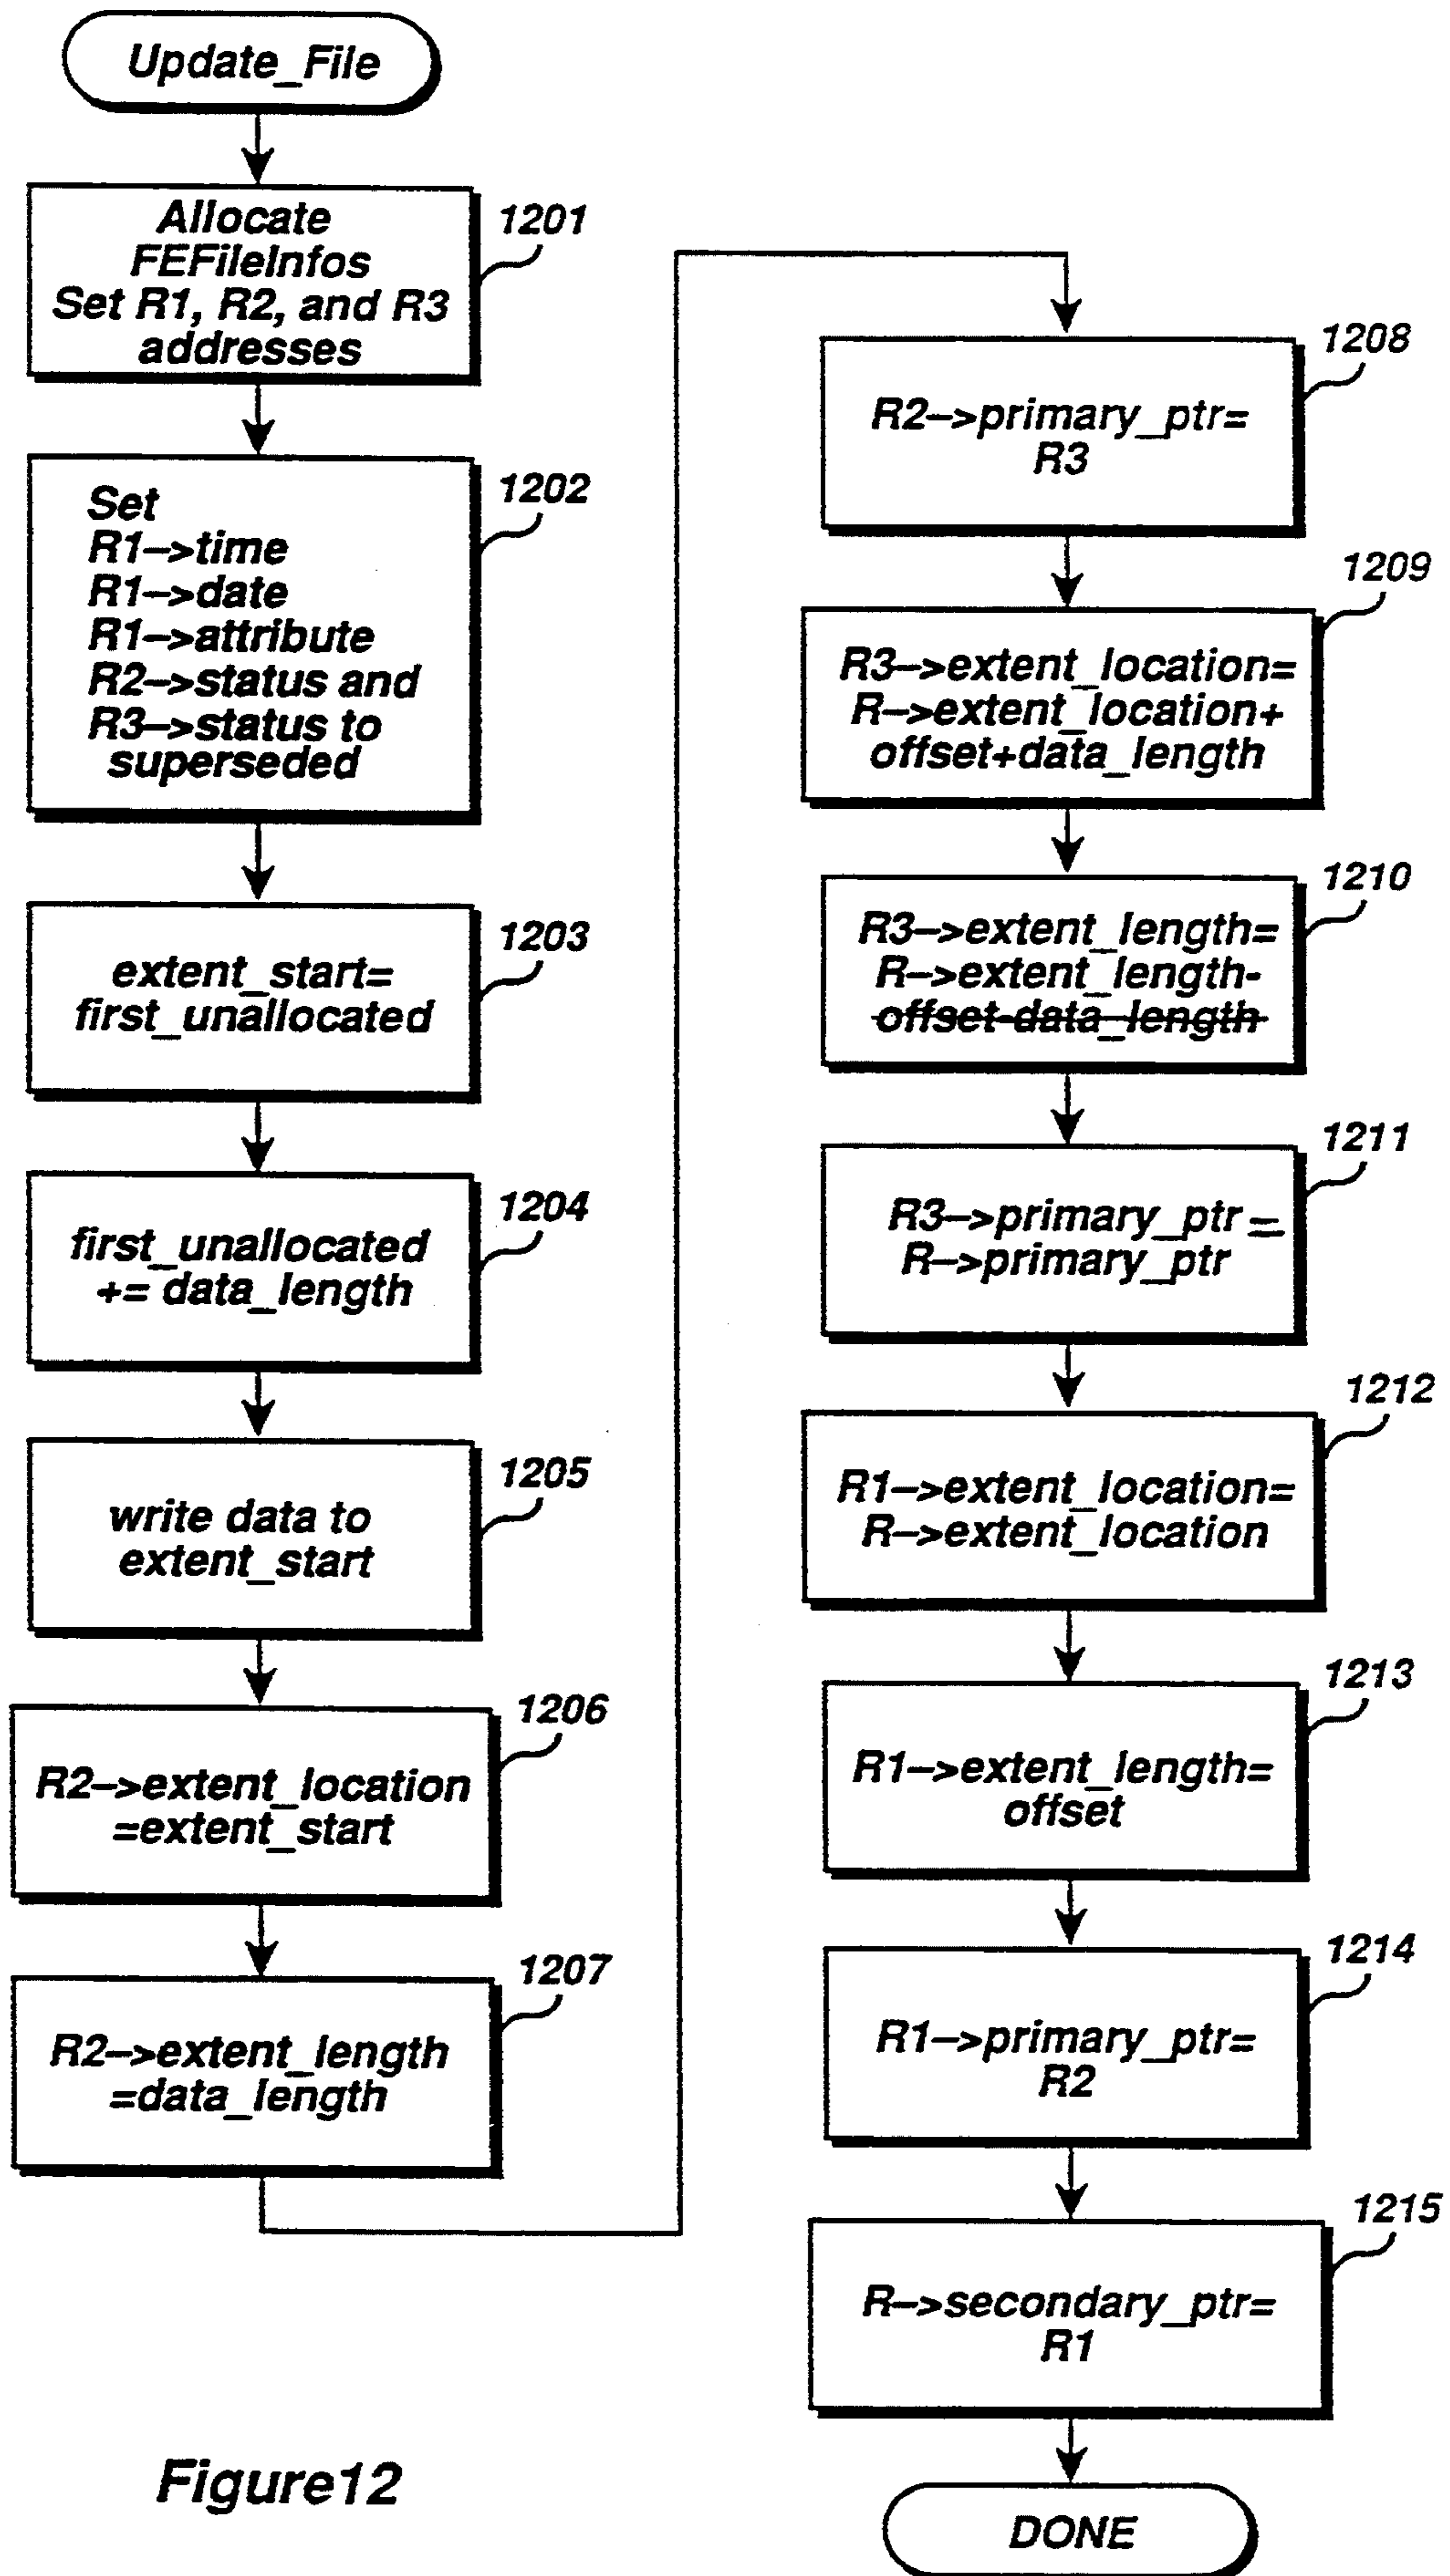 Update_File
Allocate
FEFileInfos
Set R1, R2, and R3
addresses
1201
Set
R1->time
R1->date
R1->attribute
R2->status and
R3->status to
superseded
1202
extent_start=
first_unallocated
1203
first_unallocated
+= data_length
1204
write data to
extent_start
1205
R2->extent_location
=extent_start
1206
R2->extent_length
=data_length
1207
R2->primary_ptr=
R3
1208
R3->extent_location=
R->extent_location+
offset+data_length
1209
R3->extent_length=
R->extent_length-
offset-data_length
1210
R3->primary_ptr=
R->primary_ptr
1211
R1->extent_location=
R->extent_location
1212
R1->extent_length=
offset
1213
R1->primary_ptr=
R2
1214
R->secondary_ptr=
R1
1215
DONE
Figure12